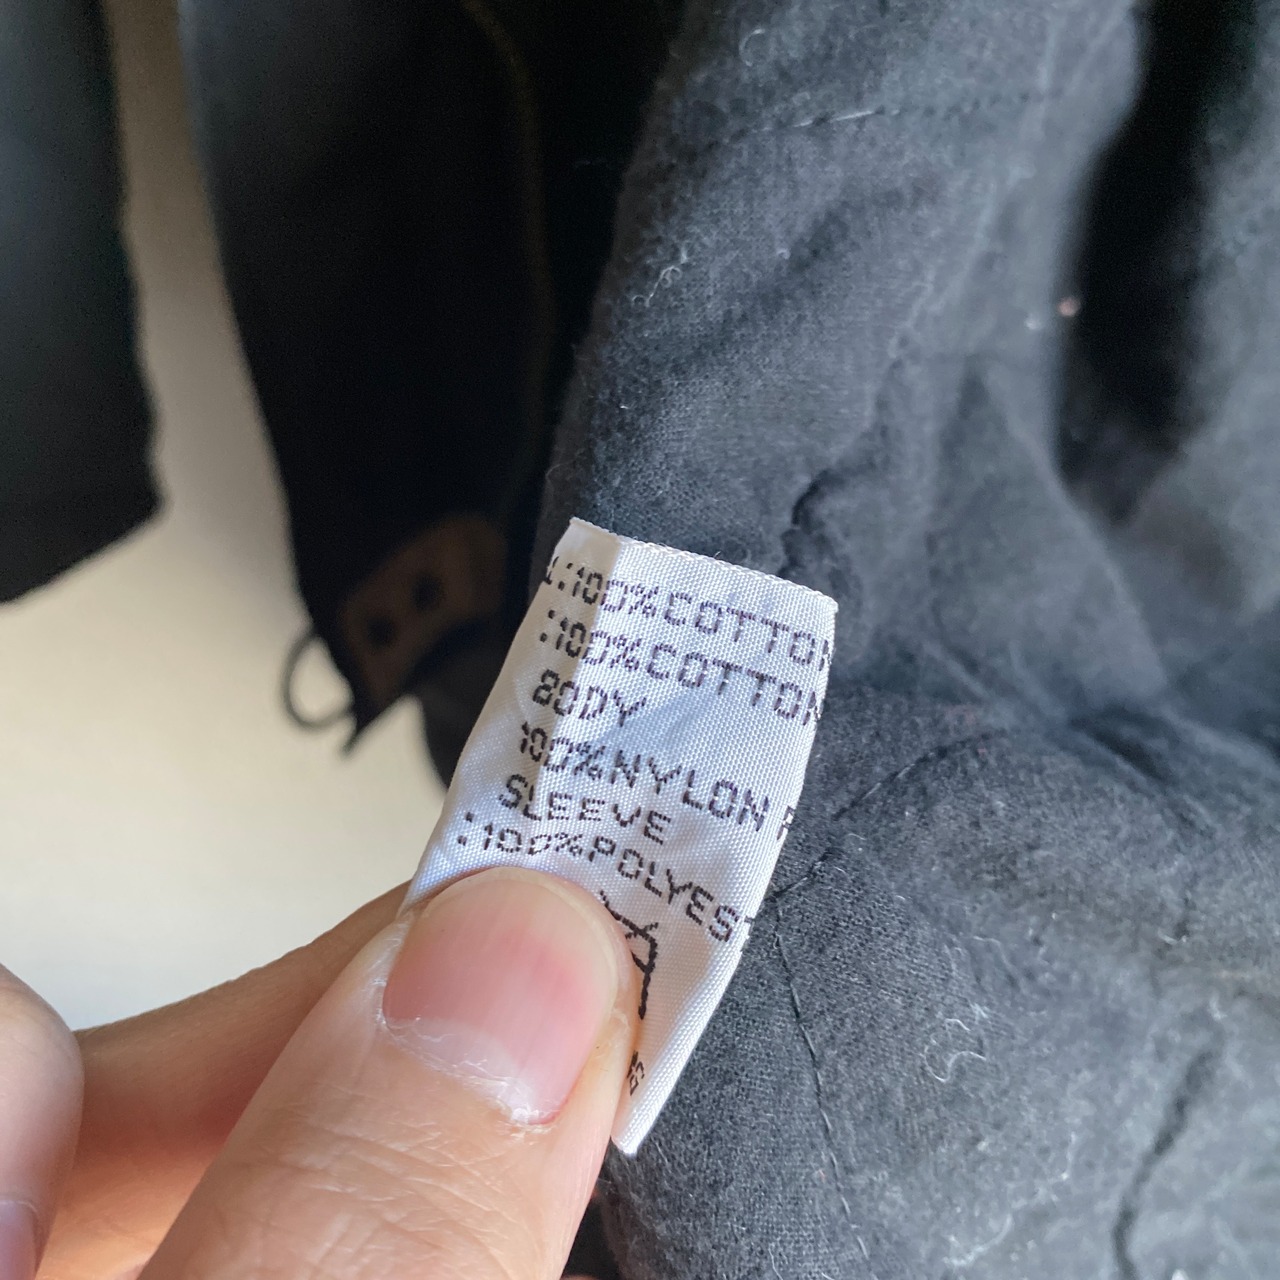 :100%COTTON
:100%COTTON
BODY
100%NYLON
SLEEVE
:100%POLYEST